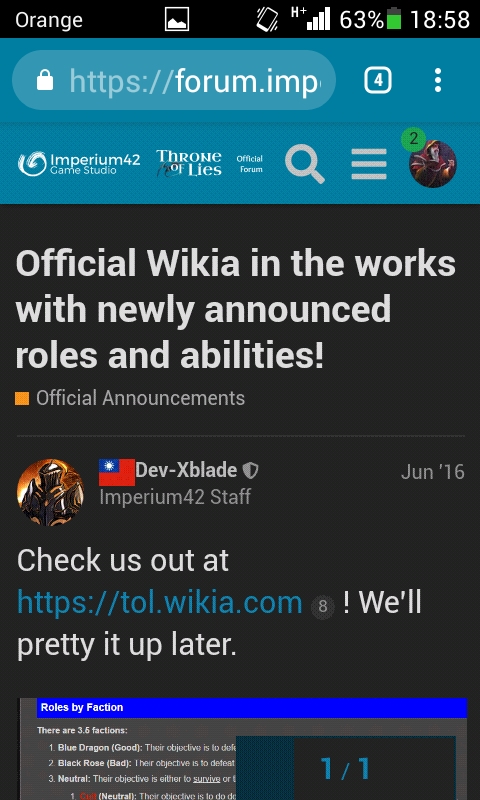 Orange H+ 63% 18:58
https://forum.imp
4
2
Imperium42
Game Studio
Throne
of Lies
Official
Forum
Official Wikia in the works
with newly announced
roles and abilities!
Official Announcements
Dev-Xblade Jun '16
Imperium42 Staff
Check us out at
https://tol.wikia.com 8 ! We'll
pretty it up later.
Roles by Faction
There are 3.5 factions:
1. Blue Dragon (Good): Their objective is to defe
2. Black Rose (Bad): Their objective is to defeat
3. Neutral: Their objective is either to survive or t
1. Cult (Neutral): Their objective is to do de
1 / 1